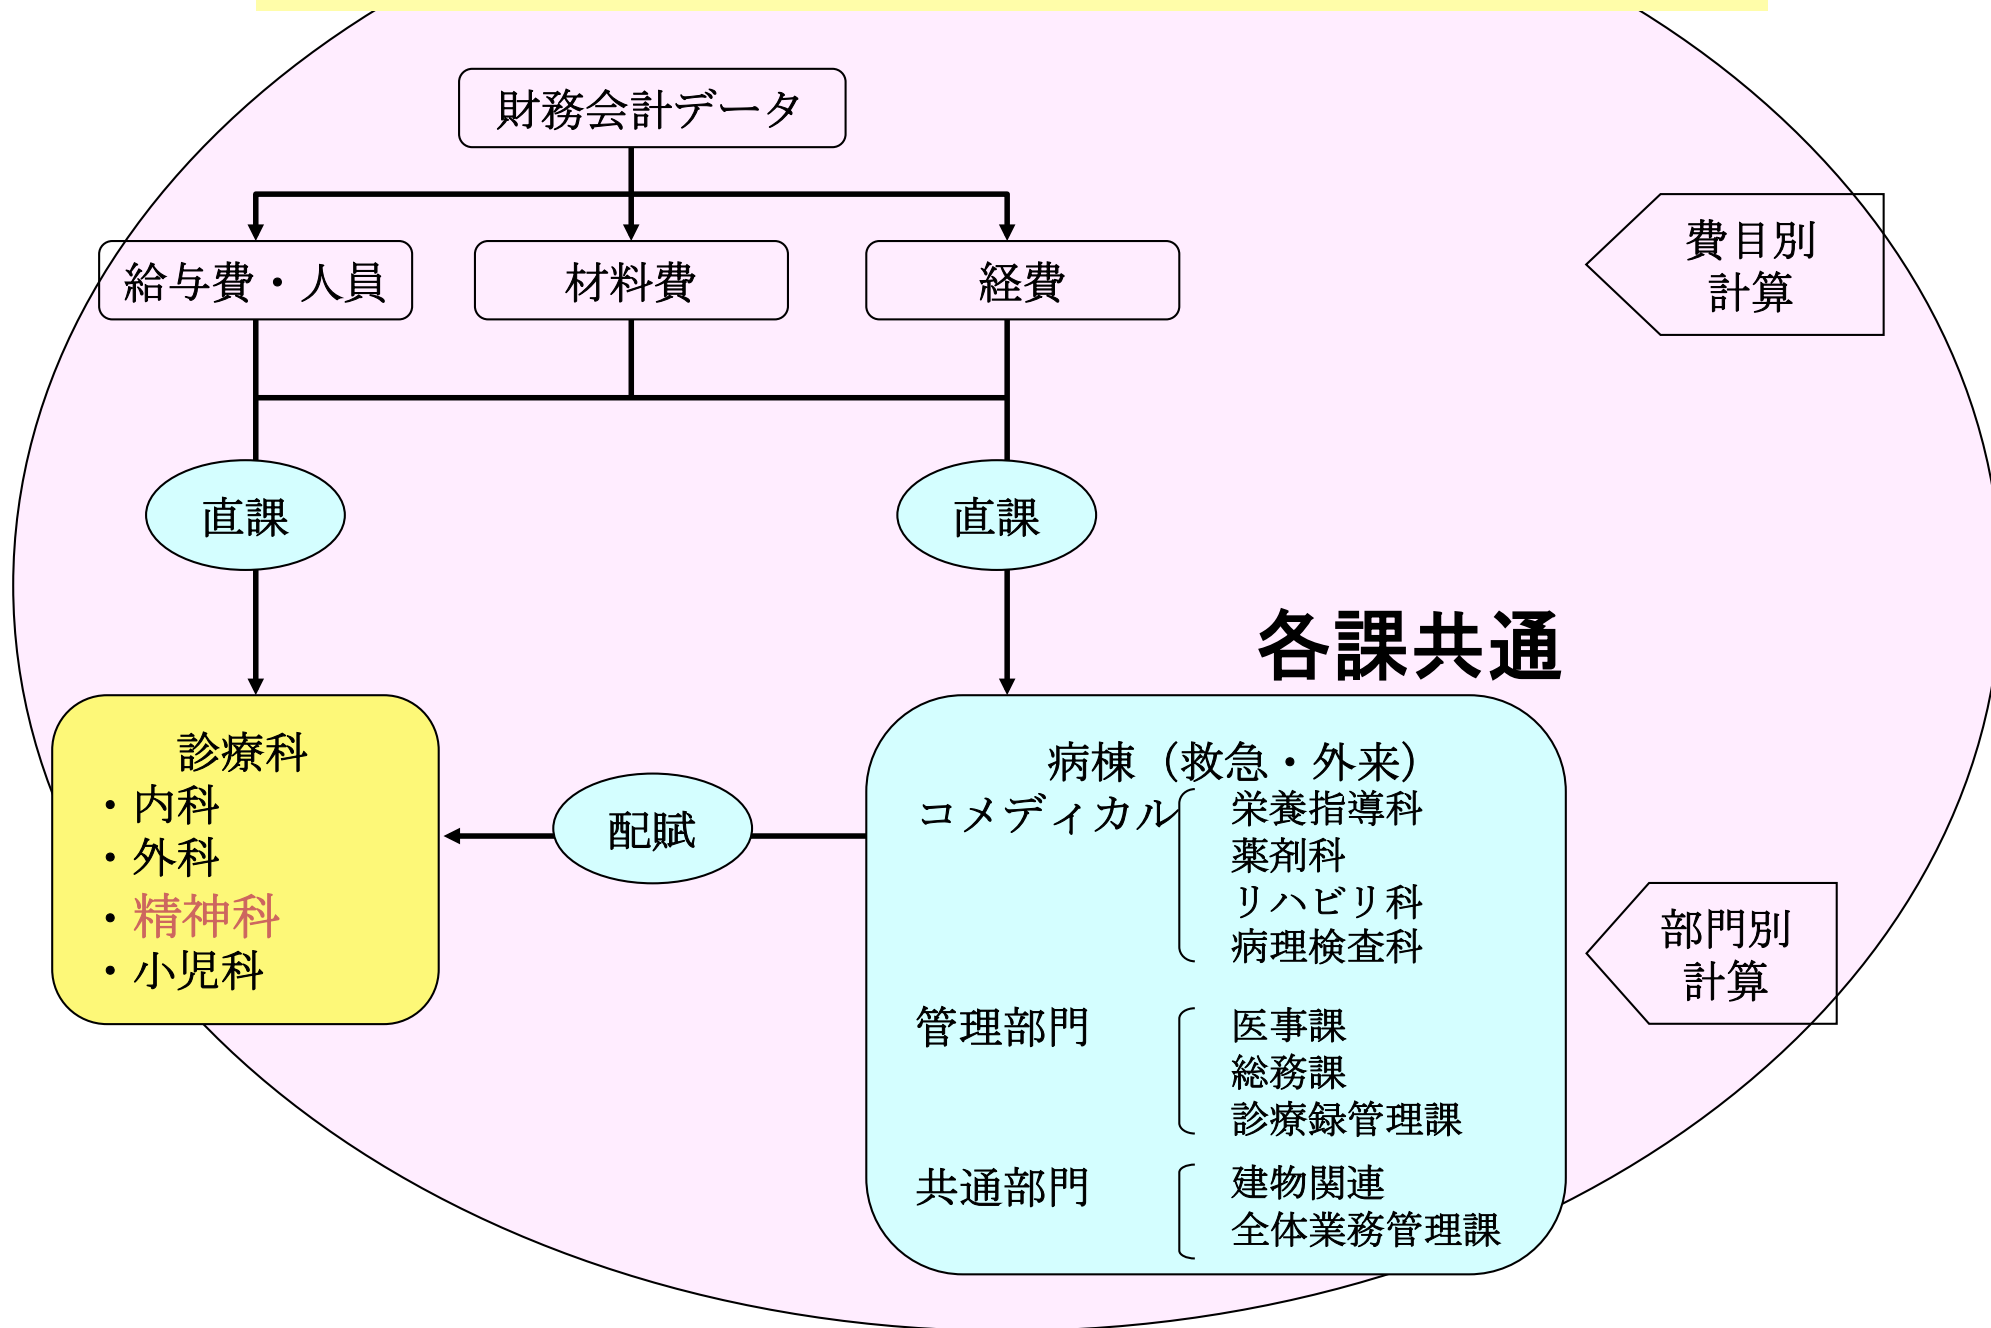 財務会計データ
給与費・人員
材料費
経費
費目別
計算
直課
直課
各課共通
診療科
・内科
・外科
・精神科
・小児科
配賦
病棟（救急・外来）
コメディカル
栄養指導科
薬剤科
リハビリ科
病理検査科
管理部門
医事課
総務課
診療録管理課
共通部門
建物関連
全体業務管理課
部門別
計算